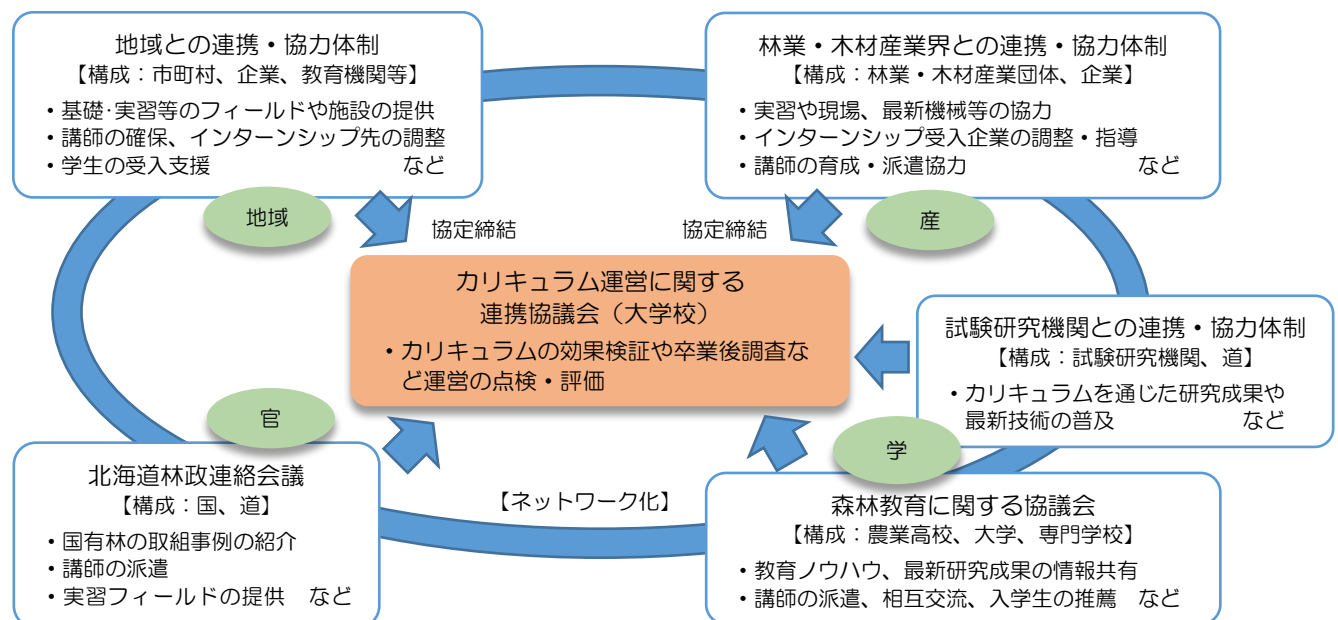 地域との連携・協力体制
【構成：市町村、企業、教育機関等】
・基礎･実習等のフィールドや施設の提供
・講師の確保、インターンシップ先の調整
・学生の受入支援　など
地域
林業・木材産業界との連携・協力体制
【構成：林業・木材産業団体、企業】
・実習や現場、最新機械等の協力
・インターンシップ受入企業の調整・指導
・講師の育成・派遣協力　など
産
協定締結
協定締結
カリキュラム運営に関する
連携協議会（大学校）
・カリキュラムの効果検証や卒業後調査な
ど運営の点検・評価
試験研究機関との連携・協力体制
【構成：試験研究機関、道】
・カリキュラムを通じた研究成果や
最新技術の普及　など
官
北海道林政連絡会議
【構成：国、道】
・国有林の取組事例の紹介
・講師の派遣
・実習フィールドの提供　など
【ネットワーク化】
学
森林教育に関する協議会
【構成：農業高校、大学、専門学校】
・教育ノウハウ、最新研究成果の情報共有
・講師の派遣、相互交流、入学生の推薦　など